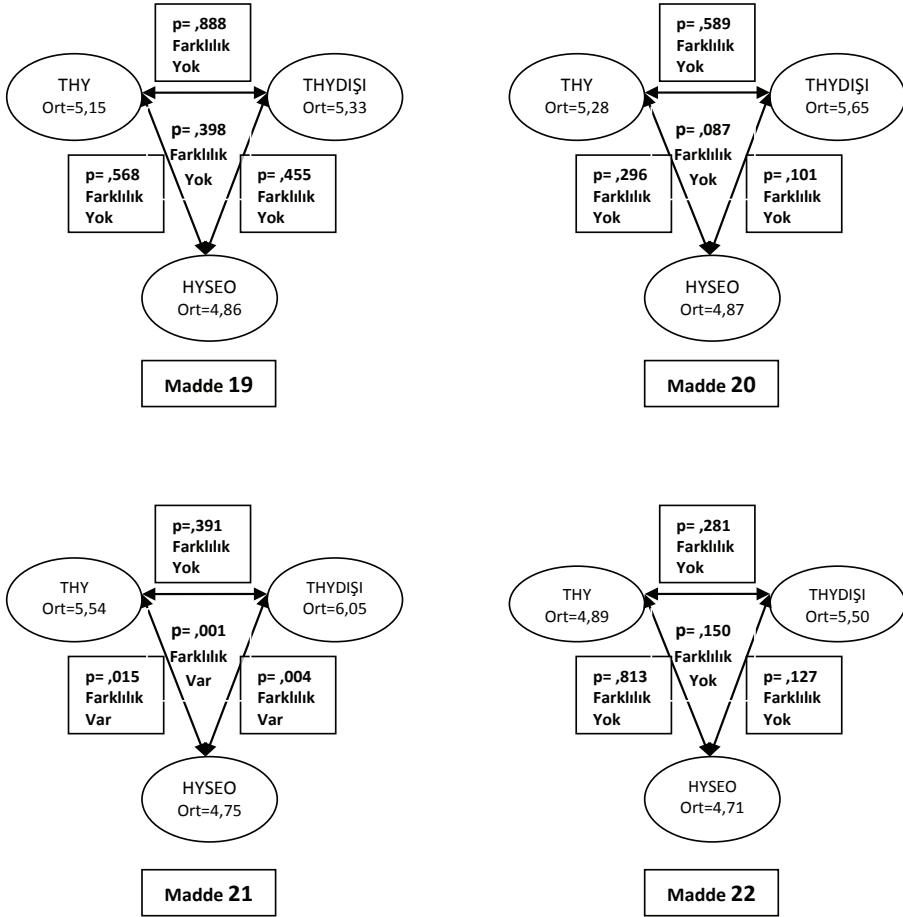 p= ,888
Farklılık
Yok
THY
Ort=5,15
THYDIŞI
Ort=5,33
p= ,398
Farklılık
Yok
p= ,568
Farklılık
Yok
p= ,455
Farklılık
Yok
HYSEO
Ort=4,86
Madde 19
p= ,589
Farklılık
Yok
THY
Ort=5,28
THYDIŞI
Ort=5,65
p= ,087
Farklılık
Yok
p= ,296
Farklılık
Yok
p= ,101
Farklılık
Yok
HYSEO
Ort=4,87
Madde 20
p=,391
Farklılık
Yok
THY
Ort=5,54
THYDIŞI
Ort=6,05
p= ,001
Farklılık
Var
p= ,015
Farklılık
Var
p= ,004
Farklılık
Var
HYSEO
Ort=4,75
Madde 21
p= ,281
Farklılık
Yok
THY
Ort=4,89
THYDIŞI
Ort=5,50
p= ,150
Farklılık
Yok
p= ,813
Farklılık
Yok
p= ,127
Farklılık
Yok
HYSEO
Ort=4,71
Madde 22